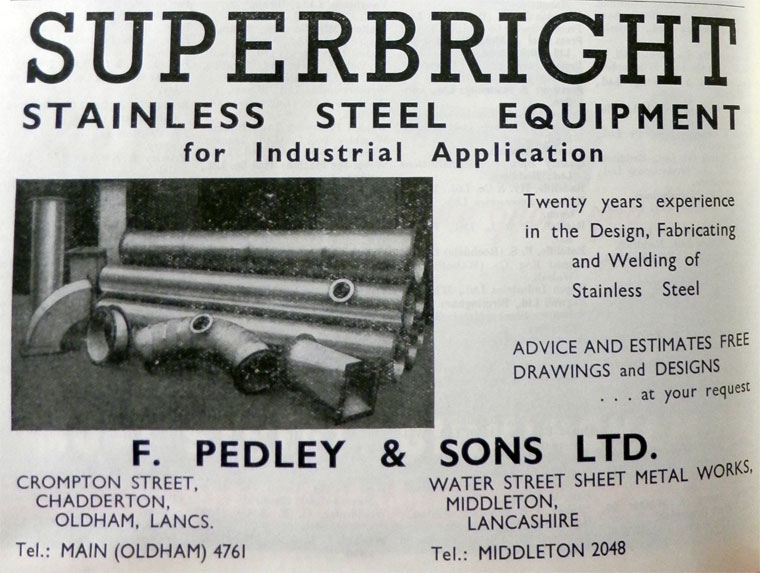 SUPERBRIGHT
STAINLESS STEEL EQUIPMENT
for Industrial Application
Twenty years experience
in the Design, Fabricating
and Welding of
Stainless Steel
ADVICE AND ESTIMATES FREE
DRAWINGS and DESIGNS
. . . at your request
F. PEDLEY & SONS LTD.
CROMPTON STREET,
CHADDERTON,
OLDHAM, LANCS.
Tel.: MAIN (OLDHAM) 4761
WATER STREET SHEET METAL WORKS,
MIDDLETON,
LANCASHIRE
Tel.: MIDDLETON 2048